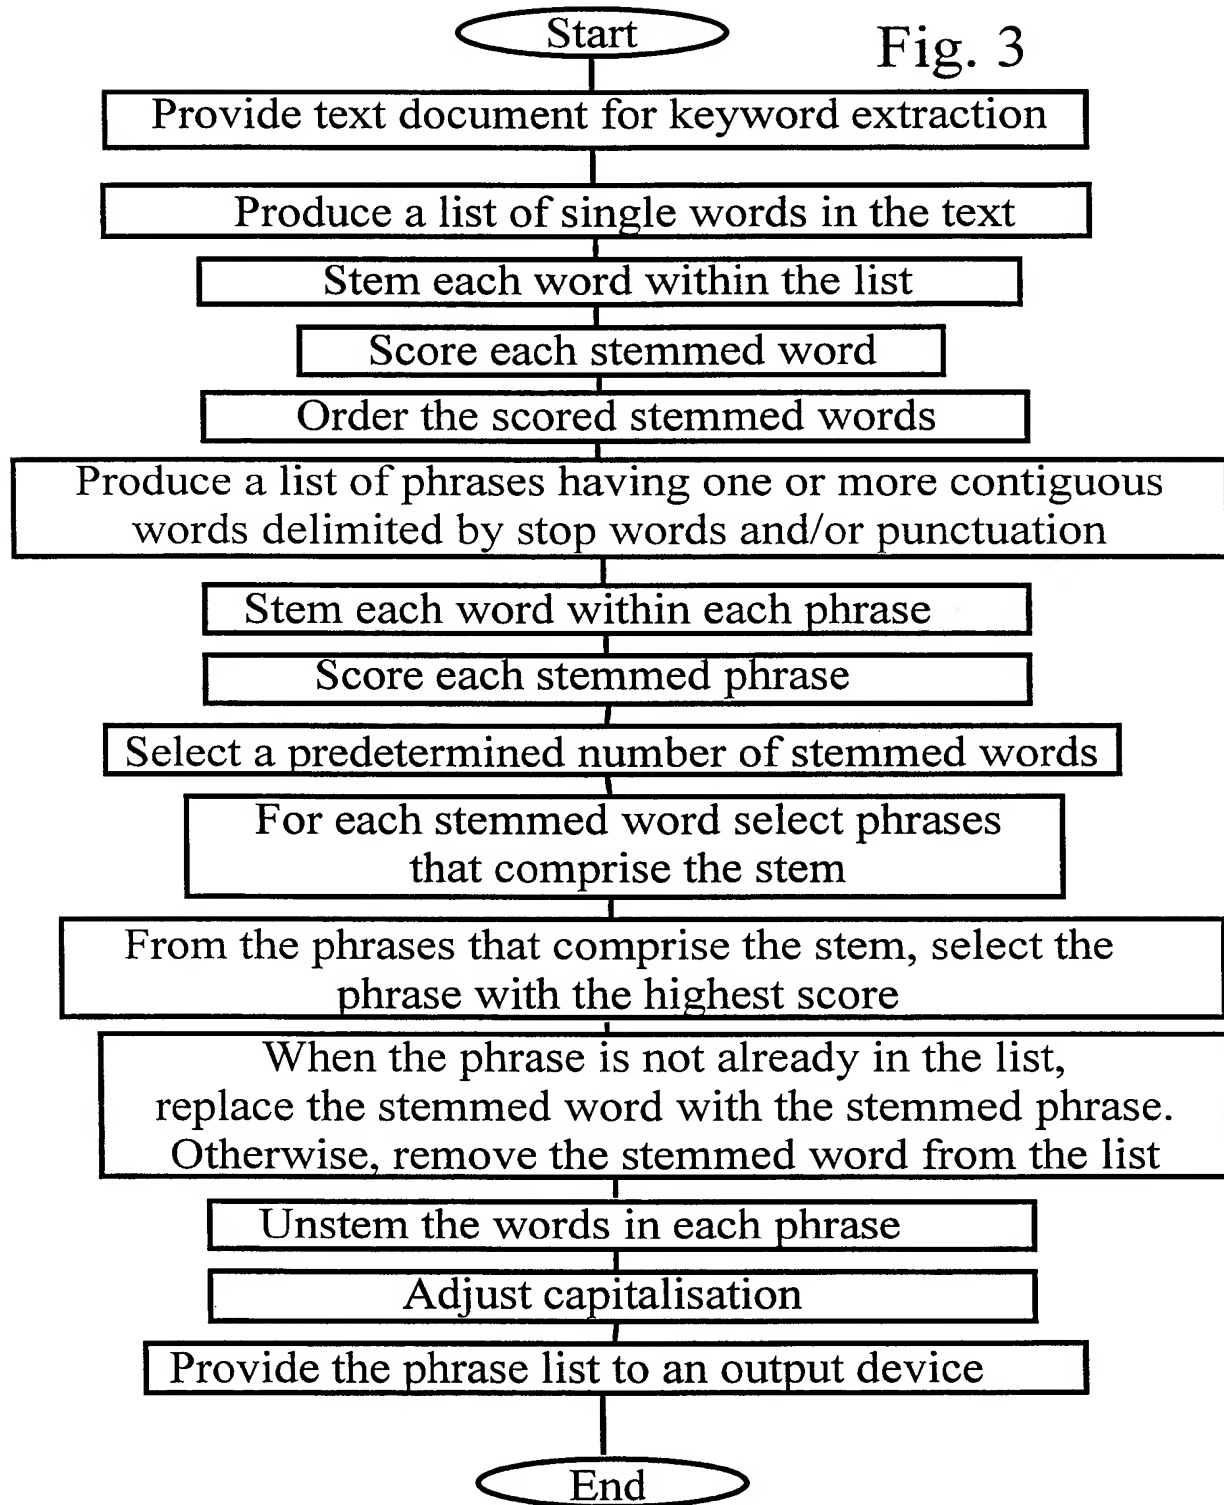 Start
Fig. 3
Provide text document for keyword extraction
Produce a list of single words in the text
Stem each word within the list
Score each stemmed word
Order the scored stemmed words
Produce a list of phrases having one or more contiguous
words delimited by stop words and/or punctuation
Stem each word within each phrase
Score each stemmed phrase
Select a predetermined number of stemmed words
For each stemmed word select phrases
that comprise the stem
From the phrases that comprise the stem, select the
phrase with the highest score
When the phrase is not already in the list,
replace the stemmed word with the stemmed phrase.
Otherwise, remove the stemmed word from the list
Unstem the words in each phrase
Adjust capitalisation
Provide the phrase list to an output device
End